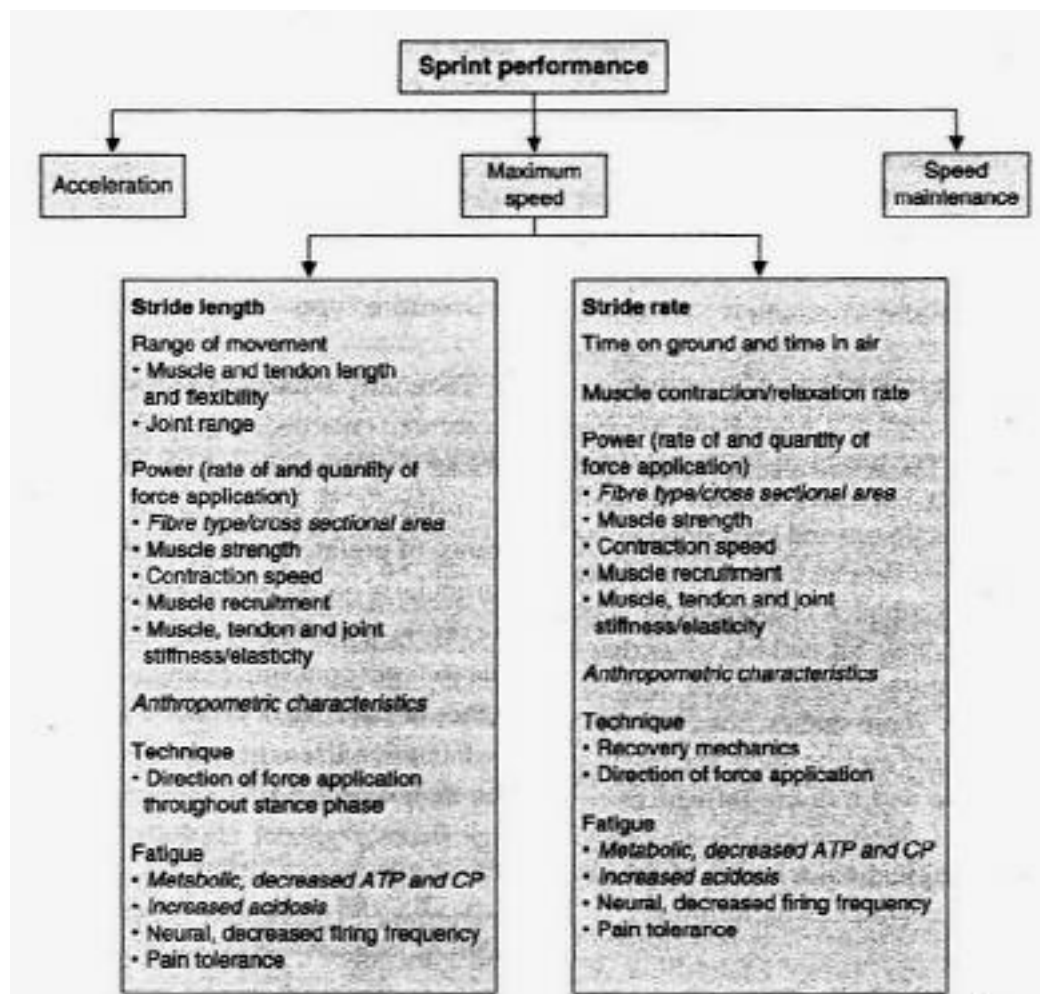 Sprint performance
Acceleration
Maximum
speed
Speed
maintenance
Stride length
Range of movement
• Muscle and tendon length
and flexibility
• Joint range
Power (rate of and quantity of
force application)
• Fibre type/cross sectional area
• Muscle strength
• Contraction speed
• Muscle recruitment
• Muscle, tendon and joint
stiffness/elasticity
Anthropometric characteristics
Technique
• Direction of force application
throughout stance phase
Fatigue
• Metabolic, decreased ATP and CP
• Increased acidosis
• Neural, decreased firing frequency
• Pain tolerance
Stride rate
Time on ground and time in air
Muscle contraction/relaxation rate
Power (rate of and quantity of
force application)
• Fibre type/cross sectional area
• Muscle strength
• Contraction speed
• Muscle recruitment
• Muscle, tendon and joint
stiffness/elasticity
Anthropometric characteristics
Technique
• Recovery mechanics
• Direction of force application
Fatigue
• Metabolic, decreased ATP and CP
• Increased acidosis
• Neural, decreased firing frequency
• Pain tolerance